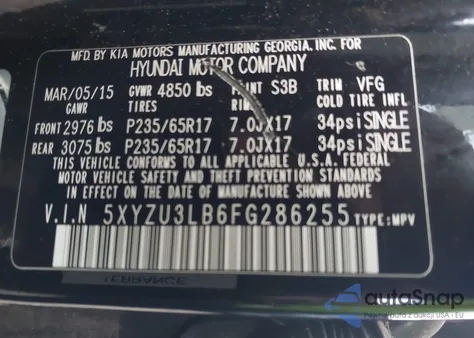 MFD. BY KIA MOTORS MANUFACTURING GEORGIA, INC. FOR
HYUNDAI MOTOR COMPANY
MAR/05/15 GVWR 4850 lbs PAINT S3B TRIM VFG
GAWR TIRES COLD TIRE INFL
FRONT 2976 lbs P235/65R17 7.0JX17 34psi SINGLE
REAR 3075 lbs P235/65R17 7.0JX17 34psi SINGLE
THIS VEHICLE CONFORMS TO ALL APPLICABLE U.S.A. FEDERAL
MOTOR VEHICLE SAFETY AND THEFT PREVENTION STANDARDS
IN EFFECT ON THE DATE OF MANUFACTURE SHOWN ABOVE.
V.I.N 5XYZU3LB6FG286255 TYPE:MPV
autoSnap